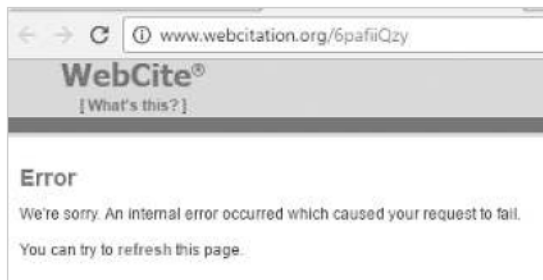 www.webcitation.org/6pafiiQzy
WebCite®
[ What's this? ]
Error
We're sorry. An internal error occurred which caused your request to fail.
You can try to refresh this page.